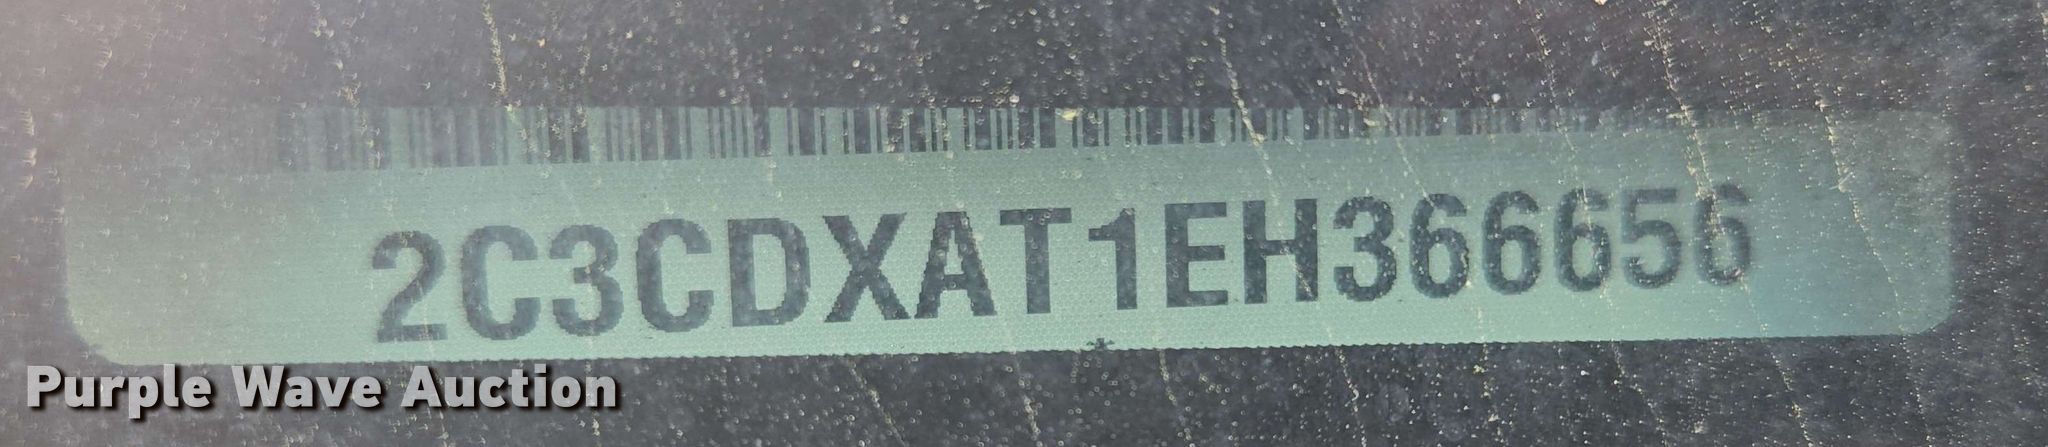 2C3CDXAT1EH366656
Purple Wave Auction